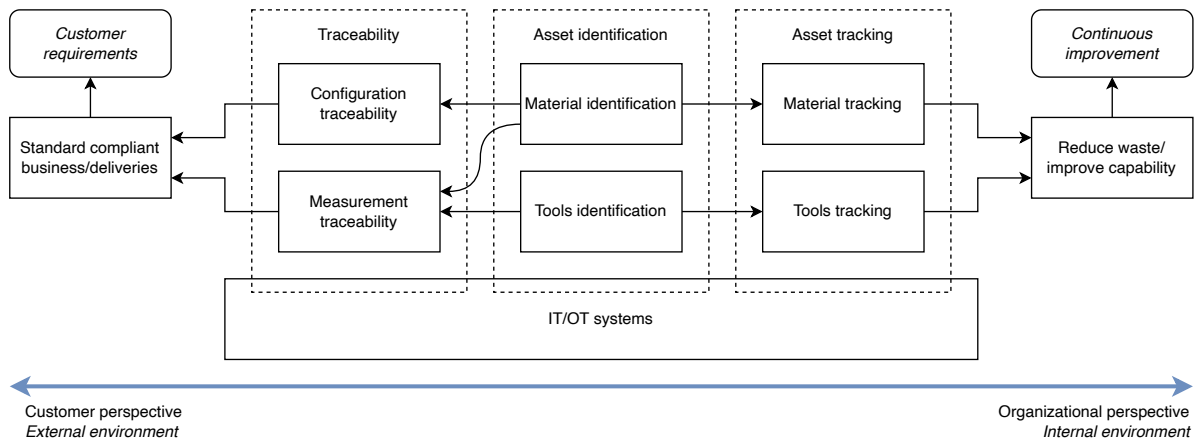 Customer
requirements
Traceability
Asset identification
Asset tracking
Continuous
improvement
Configuration
traceability
Material identification
Material tracking
Standard compliant
business/deliveries
Reduce waste/
improve capability
Measurement
traceability
Tools identification
Tools tracking
IT/OT systems
Customer perspective
External environment
Organizational perspective
Internal environment